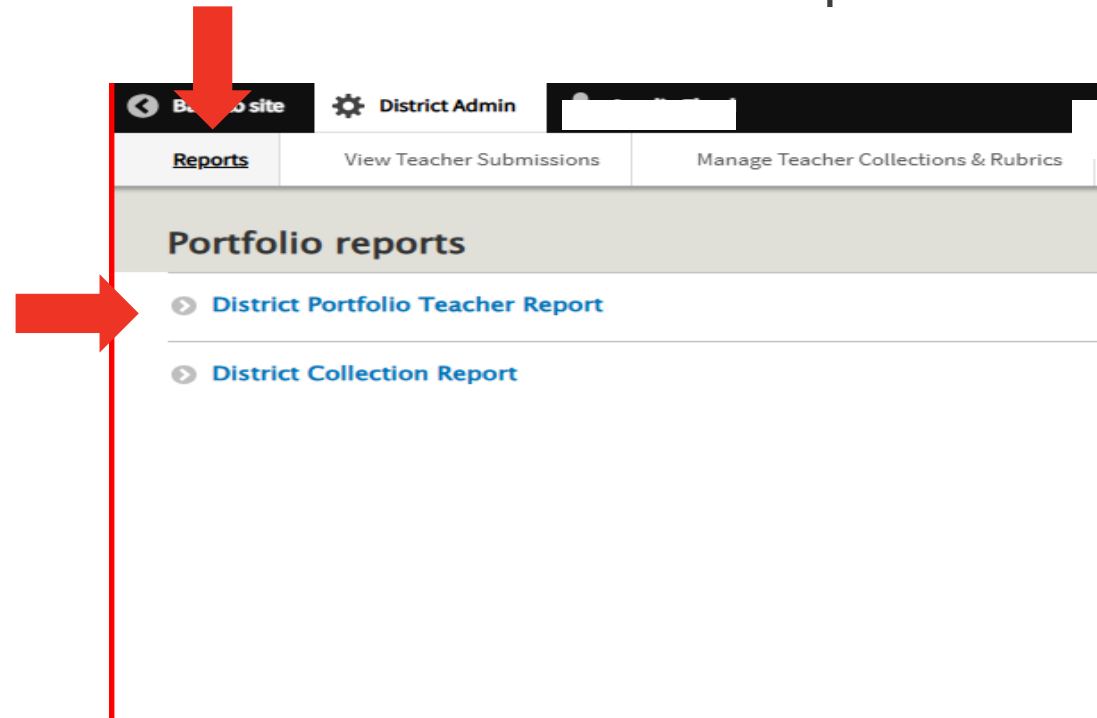 site District Admin
Reports View Teacher Submissions Manage Teacher Collections & Rubrics
Portfolio reports
District Portfolio Teacher Report
District Collection Report